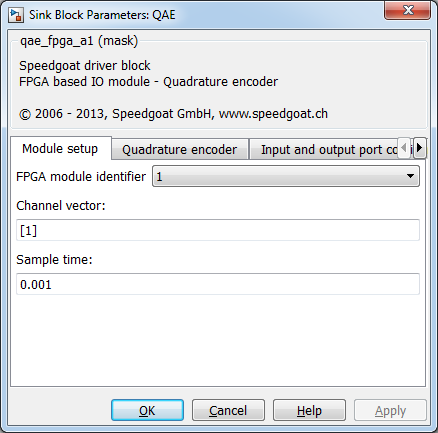 Sink Block Parameters: QAE
qae_fpga_a1 (mask)
Speedgoat driver block
FPGA based IO module - Quadrature encoder
© 2006 - 2013, Speedgoat GmbH, www.speedgoat.ch
Module setup
Quadrature encoder
Input and output port co
FPGA module identifier
1
Channel vector:
[1]
Sample time:
0.001
OK
Cancel
Help
Apply